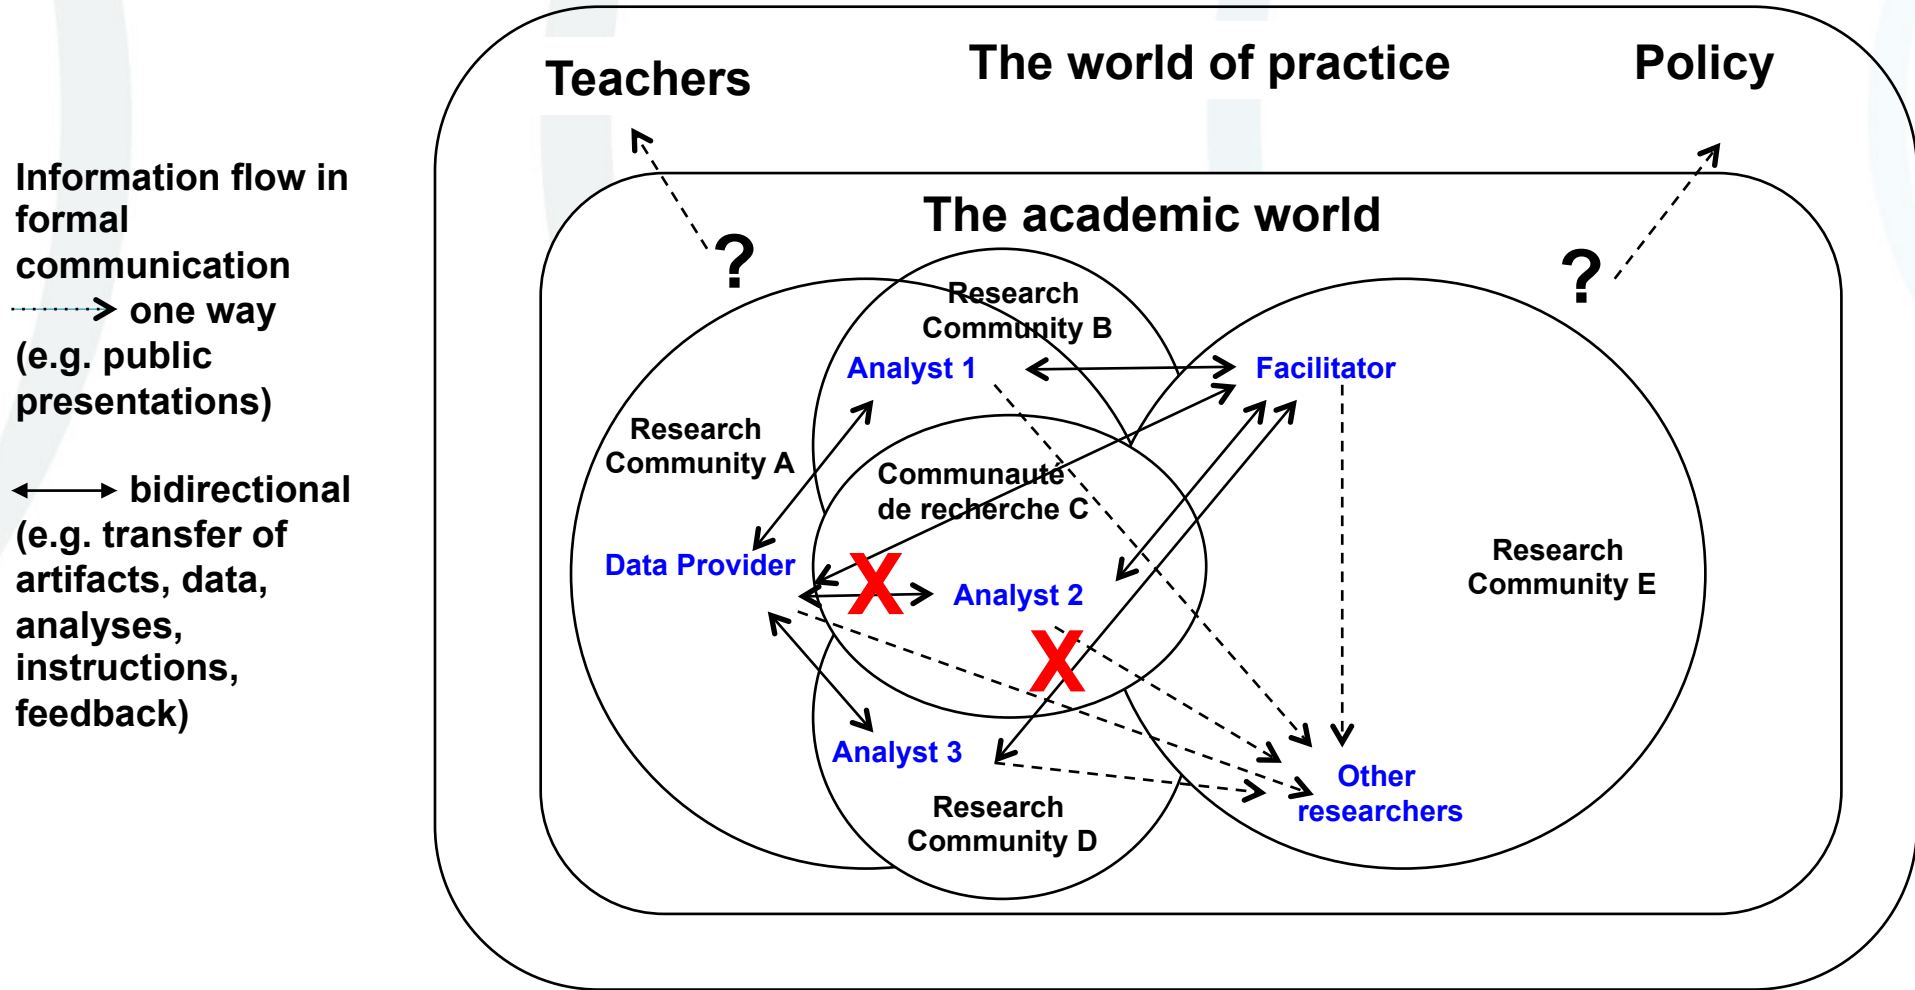 Information flow in
formal
communication
one way
(e.g. public
presentations)
bidirectional
(e.g. transfer of
artifacts, data,
analyses,
instructions,
feedback)
Teachers
The world of practice
Policy
The academic world
?
?
Research
Community B
Analyst 1
Facilitator
Research
Community A
Communauté
de recherche C
Data Provider
X
Analyst 2
Research
Community E
X
Analyst 3
Other
researchers
Research
Community D